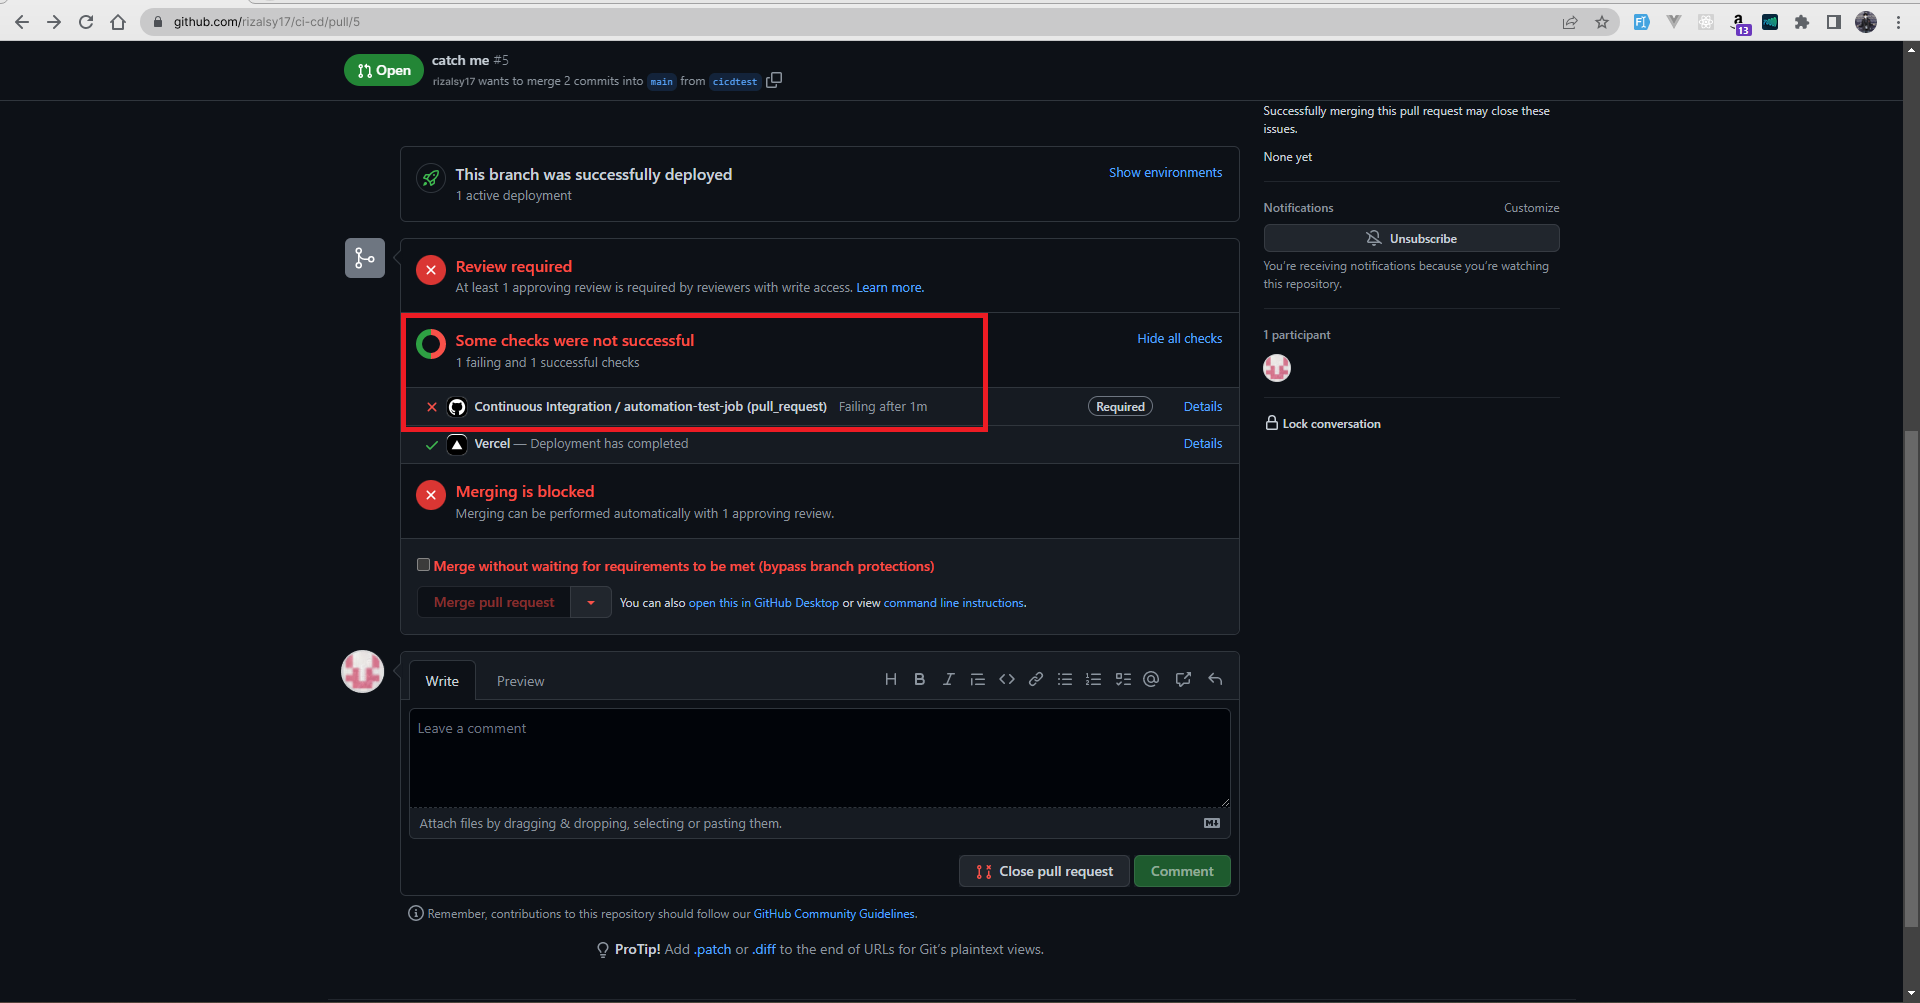 github.com/rizalsy17/ci-cd/pull/5
13
Open
catch me #5
rizalsy17 wants to merge 2 commits into main from cicdtest
Successfully merging this pull request may close these
issues.
None yet
This branch was successfully deployed
1 active deployment
Show environments
Notifications
Customize
Unsubscribe
You're receiving notifications because you're watching
this repository.
Review required
At least 1 approving review is required by reviewers with write access. Learn more.
Some checks were not successful
1 failing and 1 successful checks
Hide all checks
1 participant
Continuous Integration / automation-test-job (pull_request) Failing after 1m
Required
Details
Vercel — Deployment has completed
Details
Lock conversation
Merging is blocked
Merging can be performed automatically with 1 approving review.
Merge without waiting for requirements to be met (bypass branch protections)
Merge pull request
You can also open this in GitHub Desktop or view command line instructions.
Write
Preview
Leave a comment
Attach files by dragging & dropping, selecting or pasting them.
Close pull request
Comment
Remember, contributions to this repository should follow our GitHub Community Guidelines.
ProTip! Add .patch or .diff to the end of URLs for Git's plaintext views.